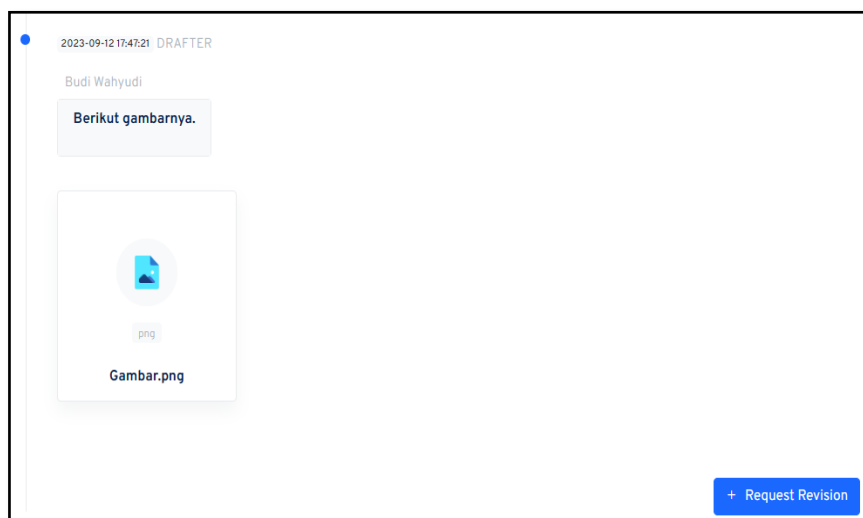 2023-09-12 17:47:21 DRAFTER
Budi Wahyudi
Berikut gambarnya.
png
Gambar.png
+ Request Revision